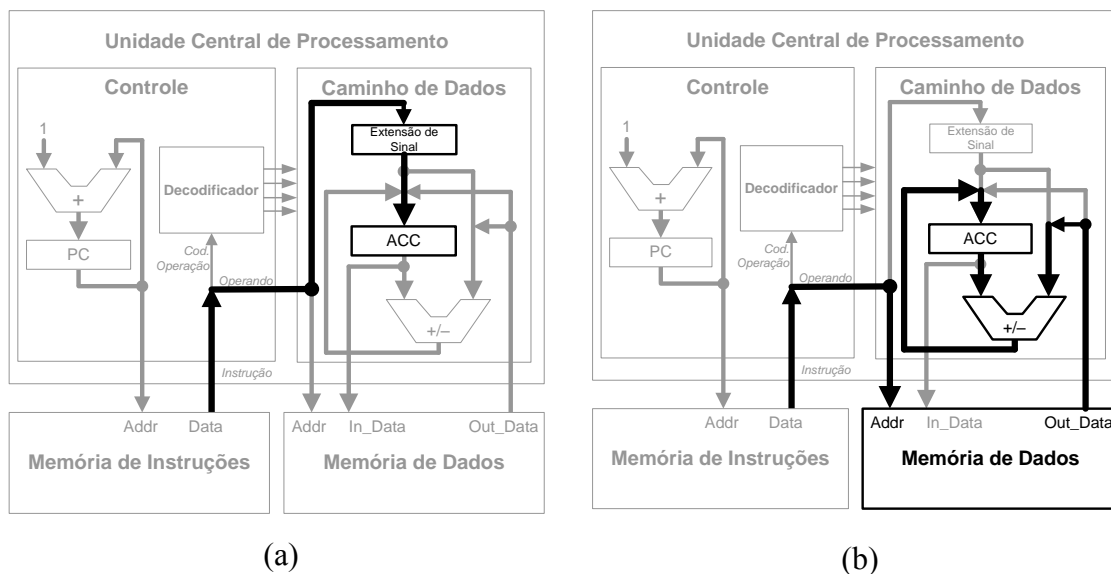 Unidade Central de Processamento
Controle
Caminho de Dados
1
+
PC
Decodificador
Cod.
Operação
Operando
Instrução
Extensão de
Sinal
ACC
+/–
Addr
Data
Addr
In_Data
Out_Data
Memória de Instruções
Memória de Dados
(a)
Unidade Central de Processamento
Controle
Caminho de Dados
1
+
PC
Decodificador
Cod.
Operação
Operando
Instrução
Extensão de
Sinal
ACC
+/–
Addr
Data
Addr
In_Data
Out_Data
Memória de Instruções
Memória de Dados
(b)